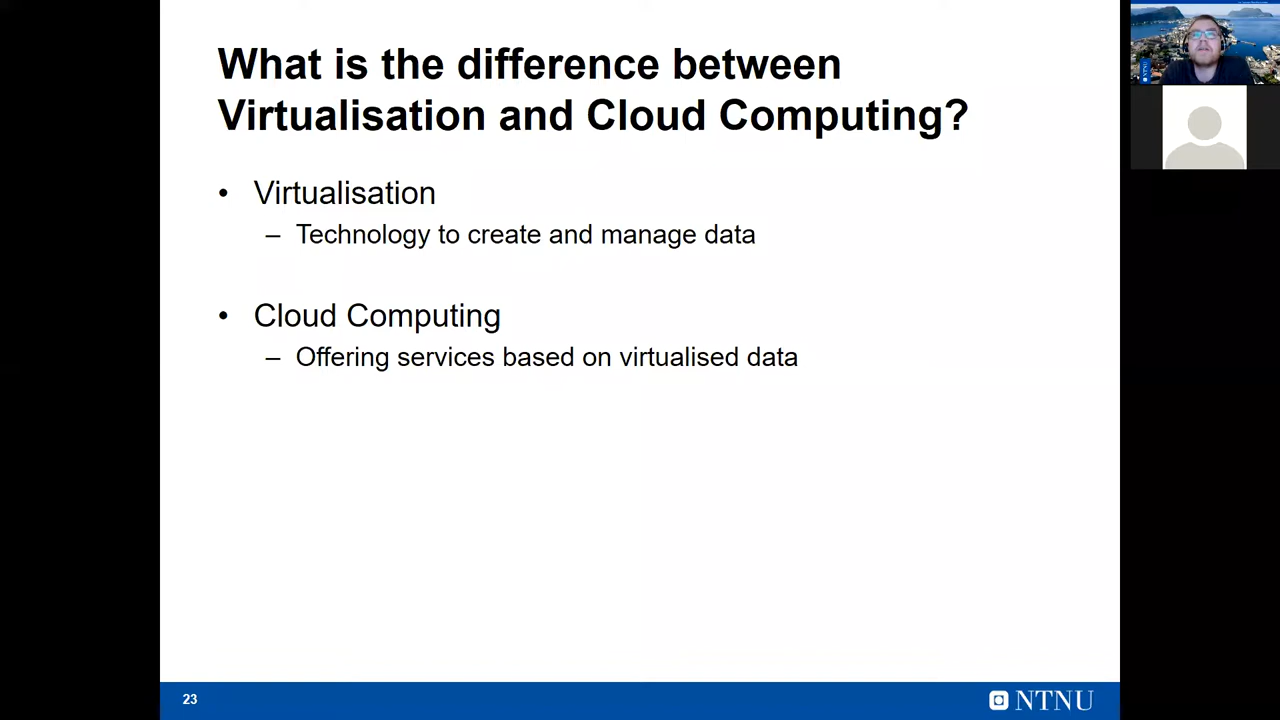 What is the difference between
Virtualisation and Cloud Computing?
• Virtualisation
– Technology to create and manage data
• Cloud Computing
– Offering services based on virtualised data
23
NTNU
NTNU